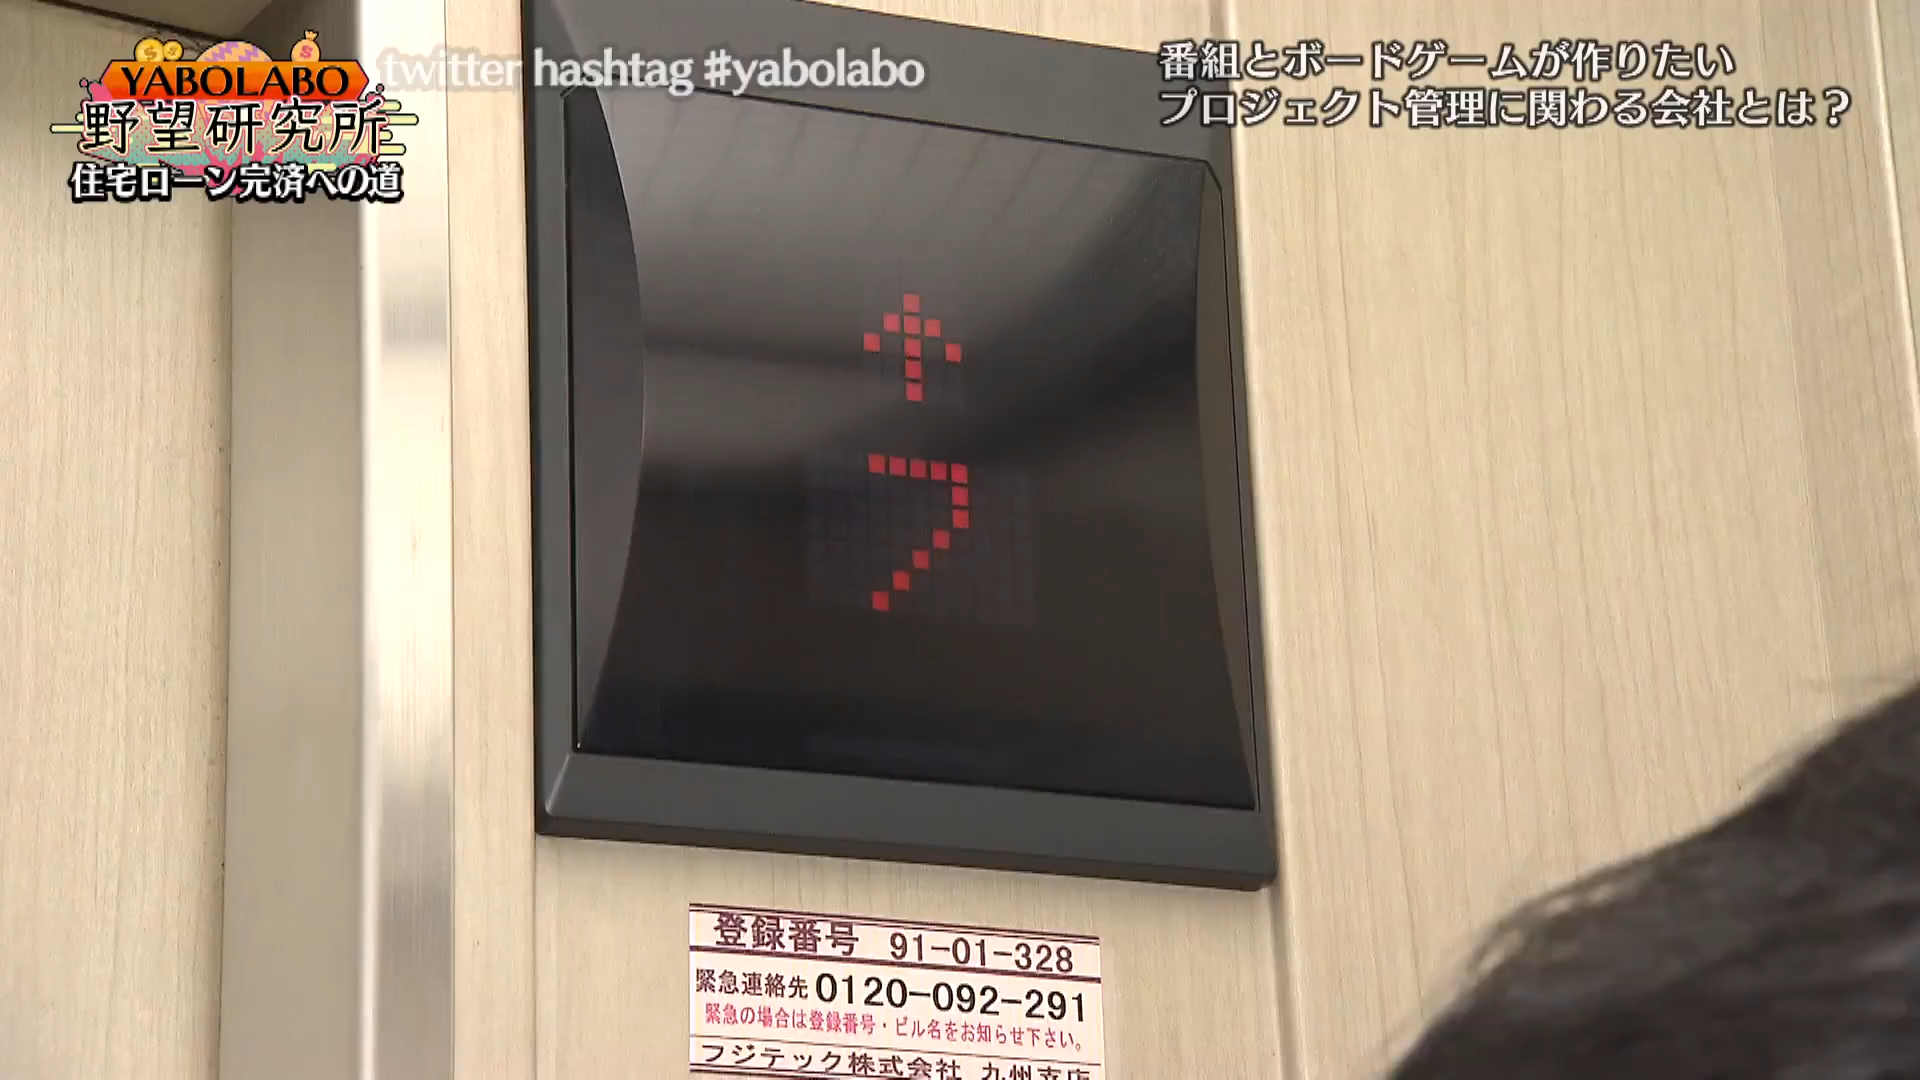 YABOLABO
野望研究所
住宅ローン完済への道
twitter hashtag #yabolabo
番組とボードゲームが作りたい
プロジェクト管理に関わる会社とは？
↑
7
登録番号 91-01-328
緊急連絡先 0120-092-291
緊急の場合は登録番号・ビル名をお知らせ下さい。
フジテック株式会社 九州支店